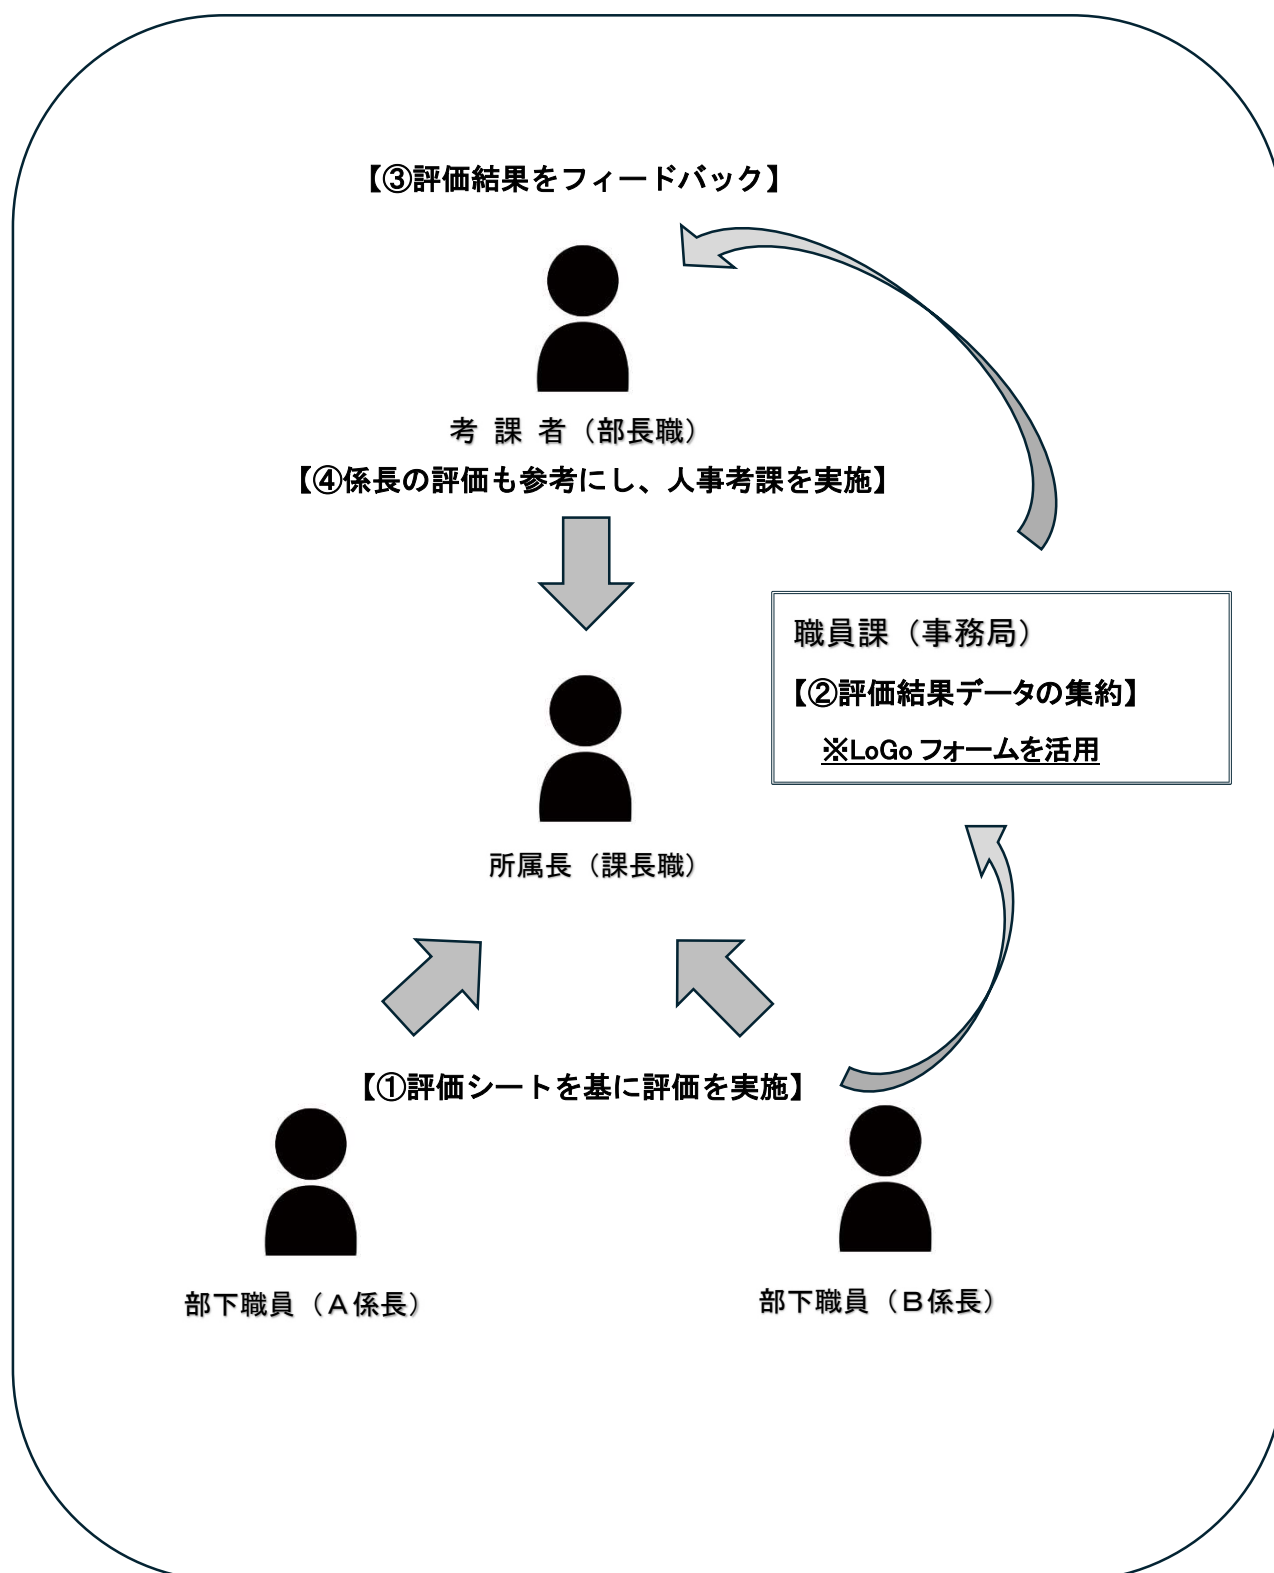 【③評価結果をフィードバック】
考 課 者（部長職）
【④係長の評価も参考にし、人事考課を実施】
職員課（事務局）
【②評価結果データの集約】
※LoGo フォームを活用
所属長（課長職）
【①評価シートを基に評価を実施】
部下職員（Ａ係長）
部下職員（Ｂ係長）